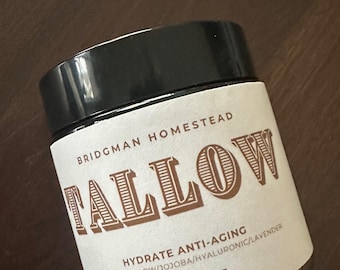 BRIDGMAN HOMESTEAD
TALLOW
HYDRATE ANTI-AGING
/JOJOBA/HYALURONIC/LAVENDER